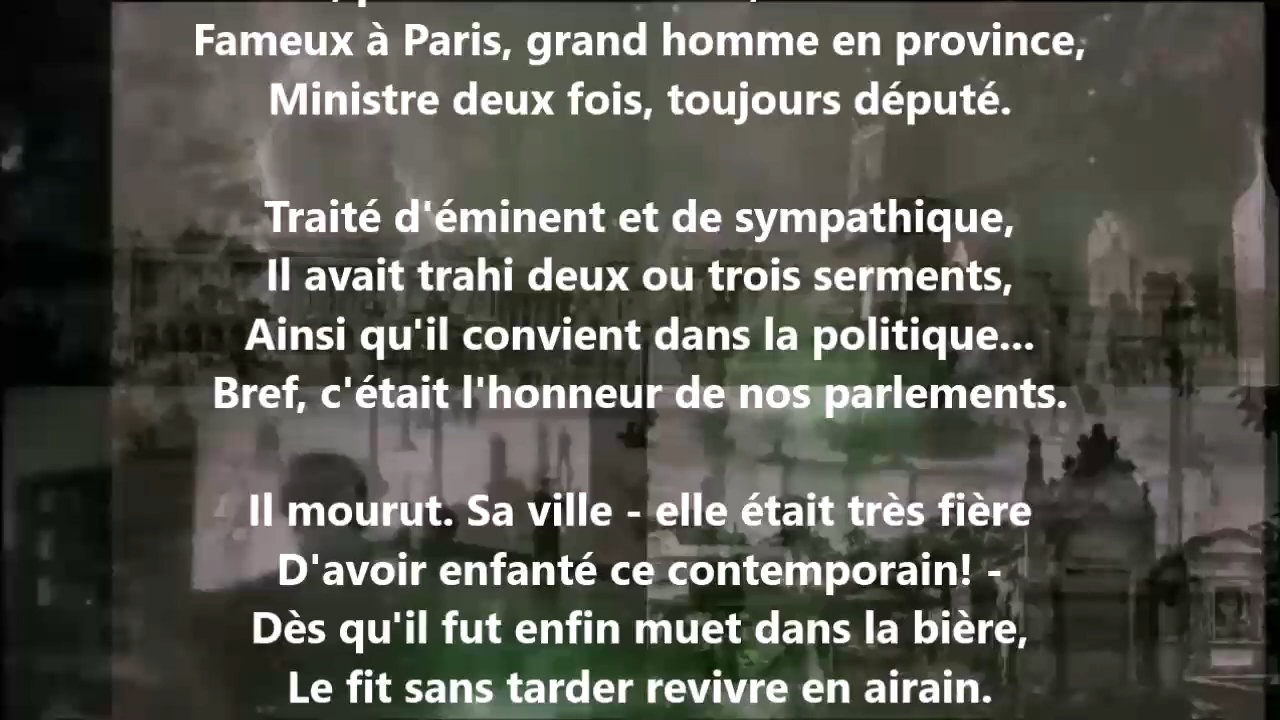 Fameux à Paris, grand homme en province,
Ministre deux fois, toujours député.
Traité d'éminent et de sympathique,
Il avait trahi deux ou trois serments,
Ainsi qu'il convient dans la politique...
Bref, c'était l'honneur de nos parlements.
Il mourut. Sa ville - elle était très fière
D'avoir enfanté ce contemporain! -
Dès qu'il fut enfin muet dans la bière,
Le fit sans tarder revivre en airain.